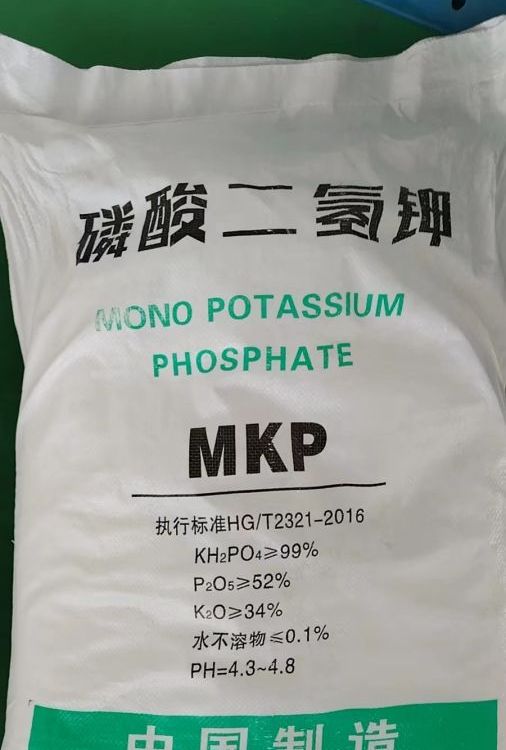 磷酸二氢钾
MONO POTASSIUM
PHOSPHATE
MKP
执行标准HG/T2321-2016
KH₂PO₄≥99%
P₂O₅≥52%
K₂O≥34%
水不溶物≤0.1%
PH=4.3~4.8
中国制造